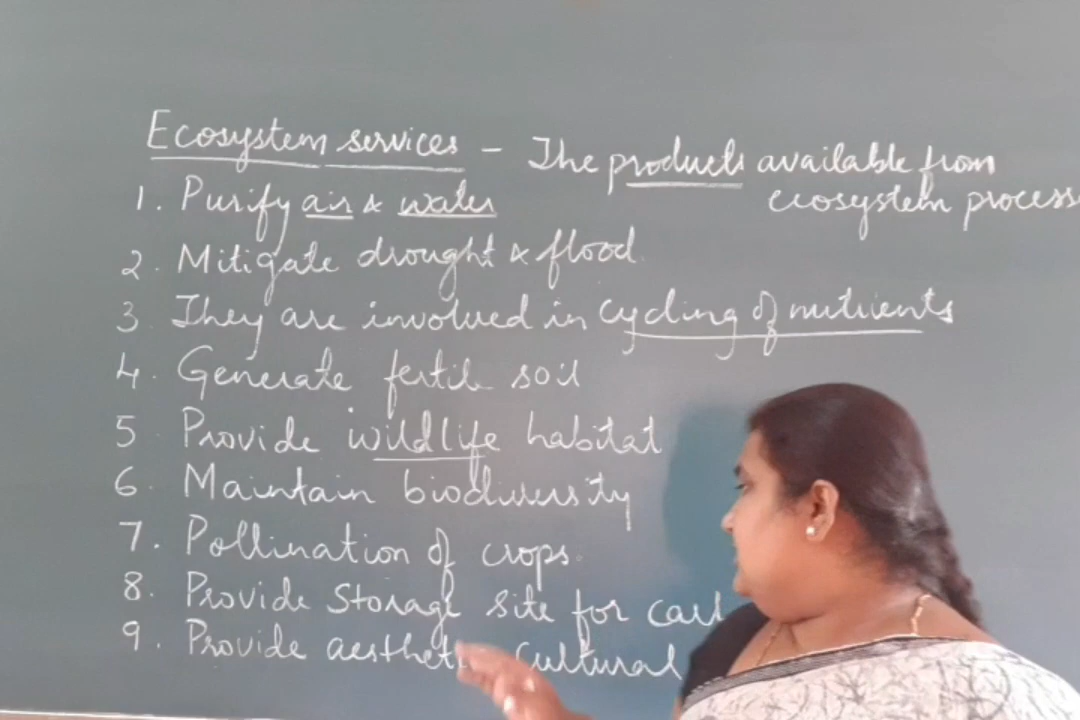 Ecosystem services - The products available from
ecosystem process
1. Purify air & water
2. Mitigate drought & flood.
3. They are involved in cycling of nutrients
4. Generate fertile soil
5 Provide wildlife habitat
6. Maintain biodiversity
7. Pollination of crops.
8. Provide Storage site for
9. Provide Cultural